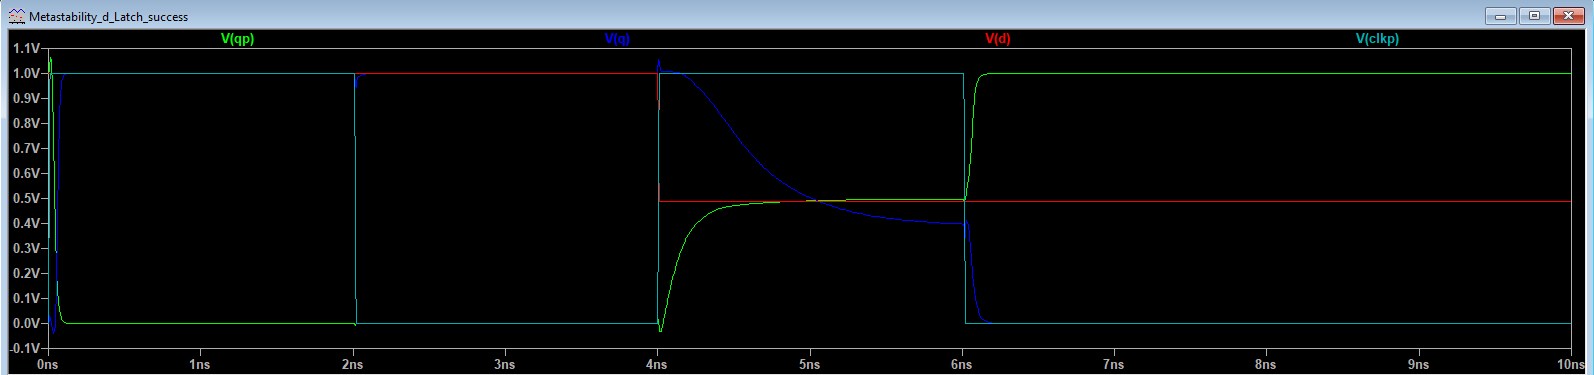 Metastability_d_Latch_success
V(qp) V(q) V(d) V(clkp)
1.1V
1.0V
0.9V
0.8V
0.7V
0.6V
0.5V
0.4V
0.3V
0.2V
0.1V
0.0V
-0.1V
0ns 1ns 2ns 3ns 4ns 5ns 6ns 7ns 8ns 9ns 10ns